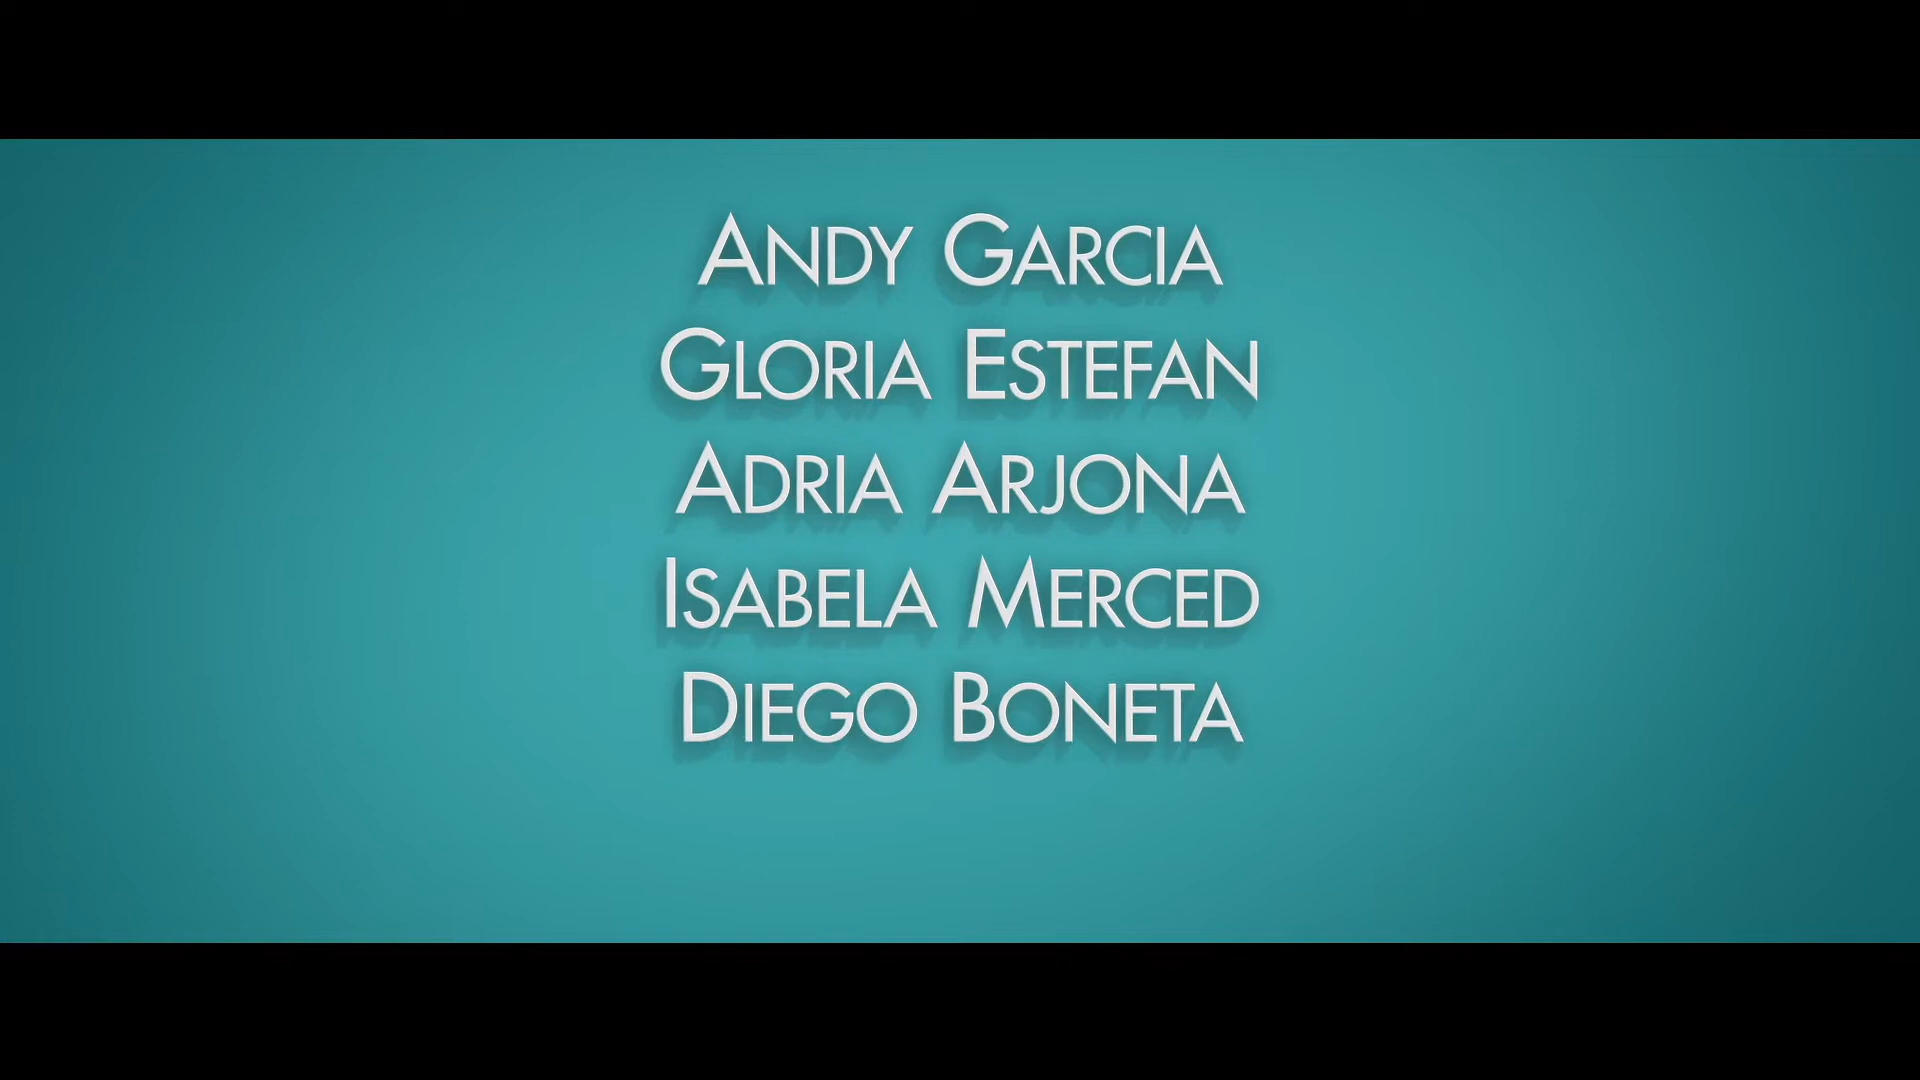 Andy Garcia
Gloria Estefan
Adria Arjona
Isabela Merced
Diego Boneta